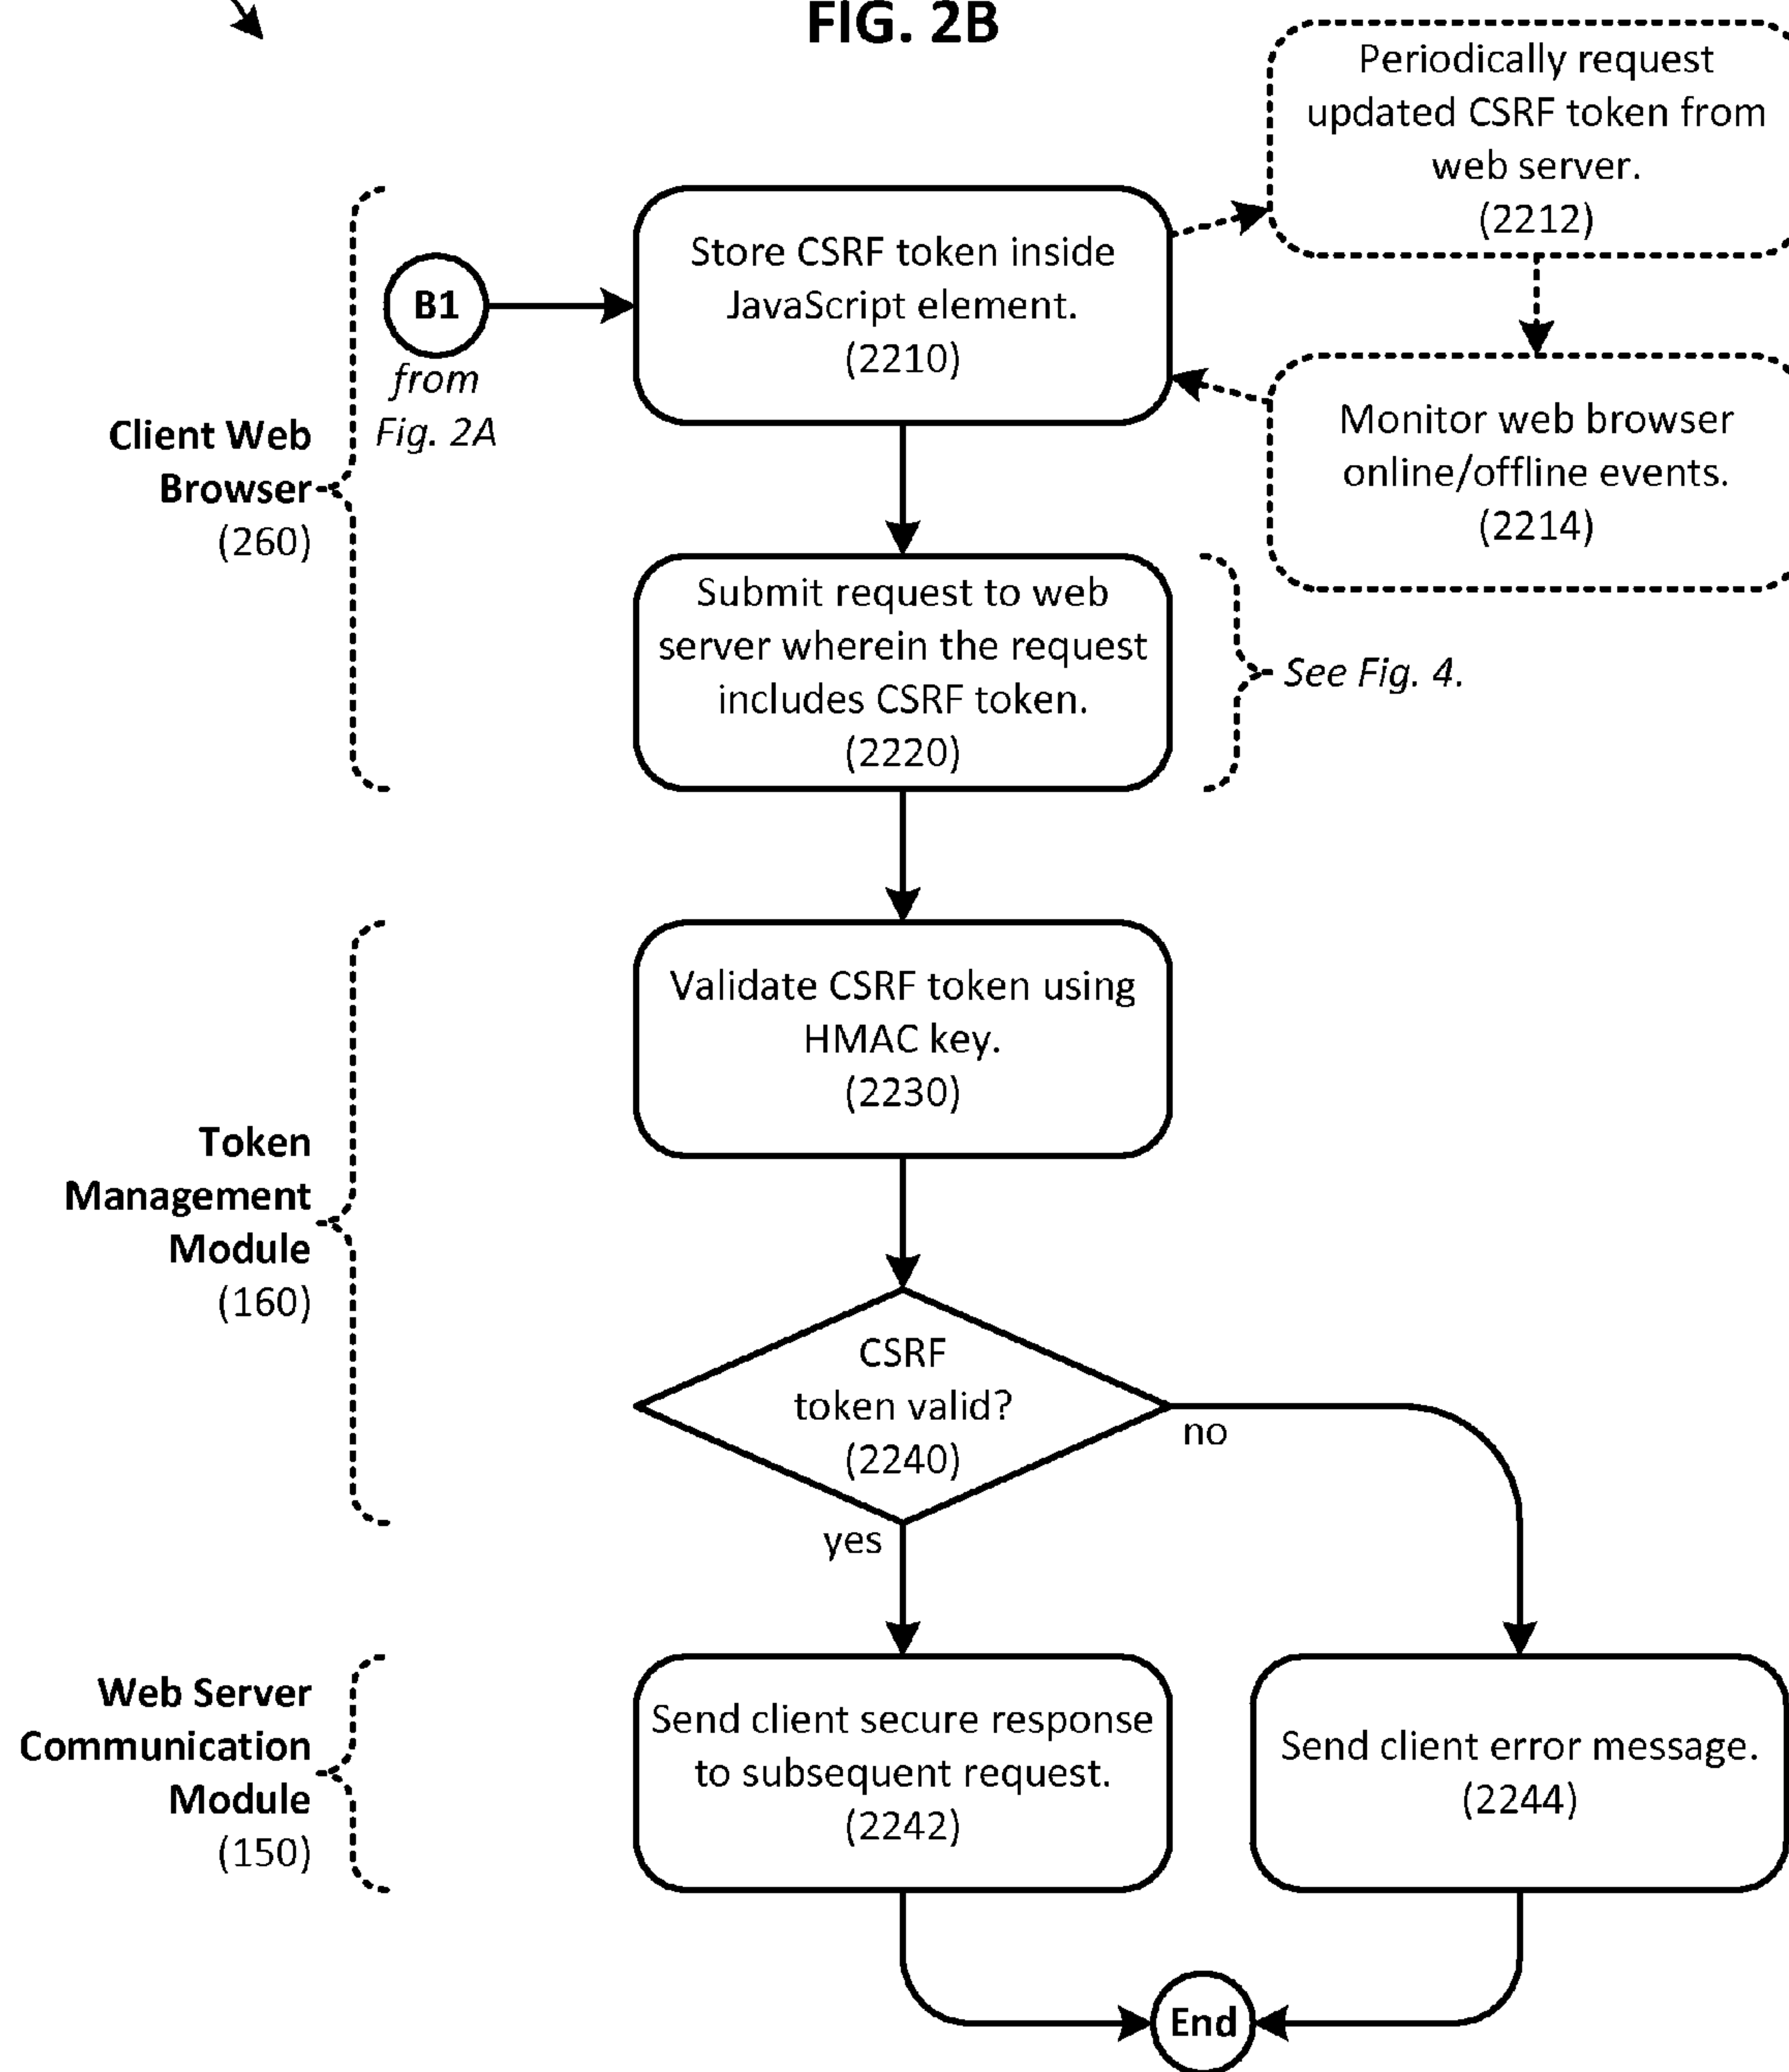 FIG. 2B
Periodically request
updated CSRF token from
web server.
(2212)
Store CSRF token inside
JavaScript element.
(2210)
B1
from
Fig. 2A
Client Web
Browser
(260)
Monitor web browser
online/offline events.
(2214)
Submit request to web
server wherein the request
includes CSRF token.
(2220)
See Fig. 4.
Validate CSRF token using
HMAC key.
(2230)
Token
Management
Module
(160)
CSRF
token valid?
(2240)
no
yes
Web Server
Communication
Module
(150)
Send client secure response
to subsequent request.
(2242)
Send client error message.
(2244)
End